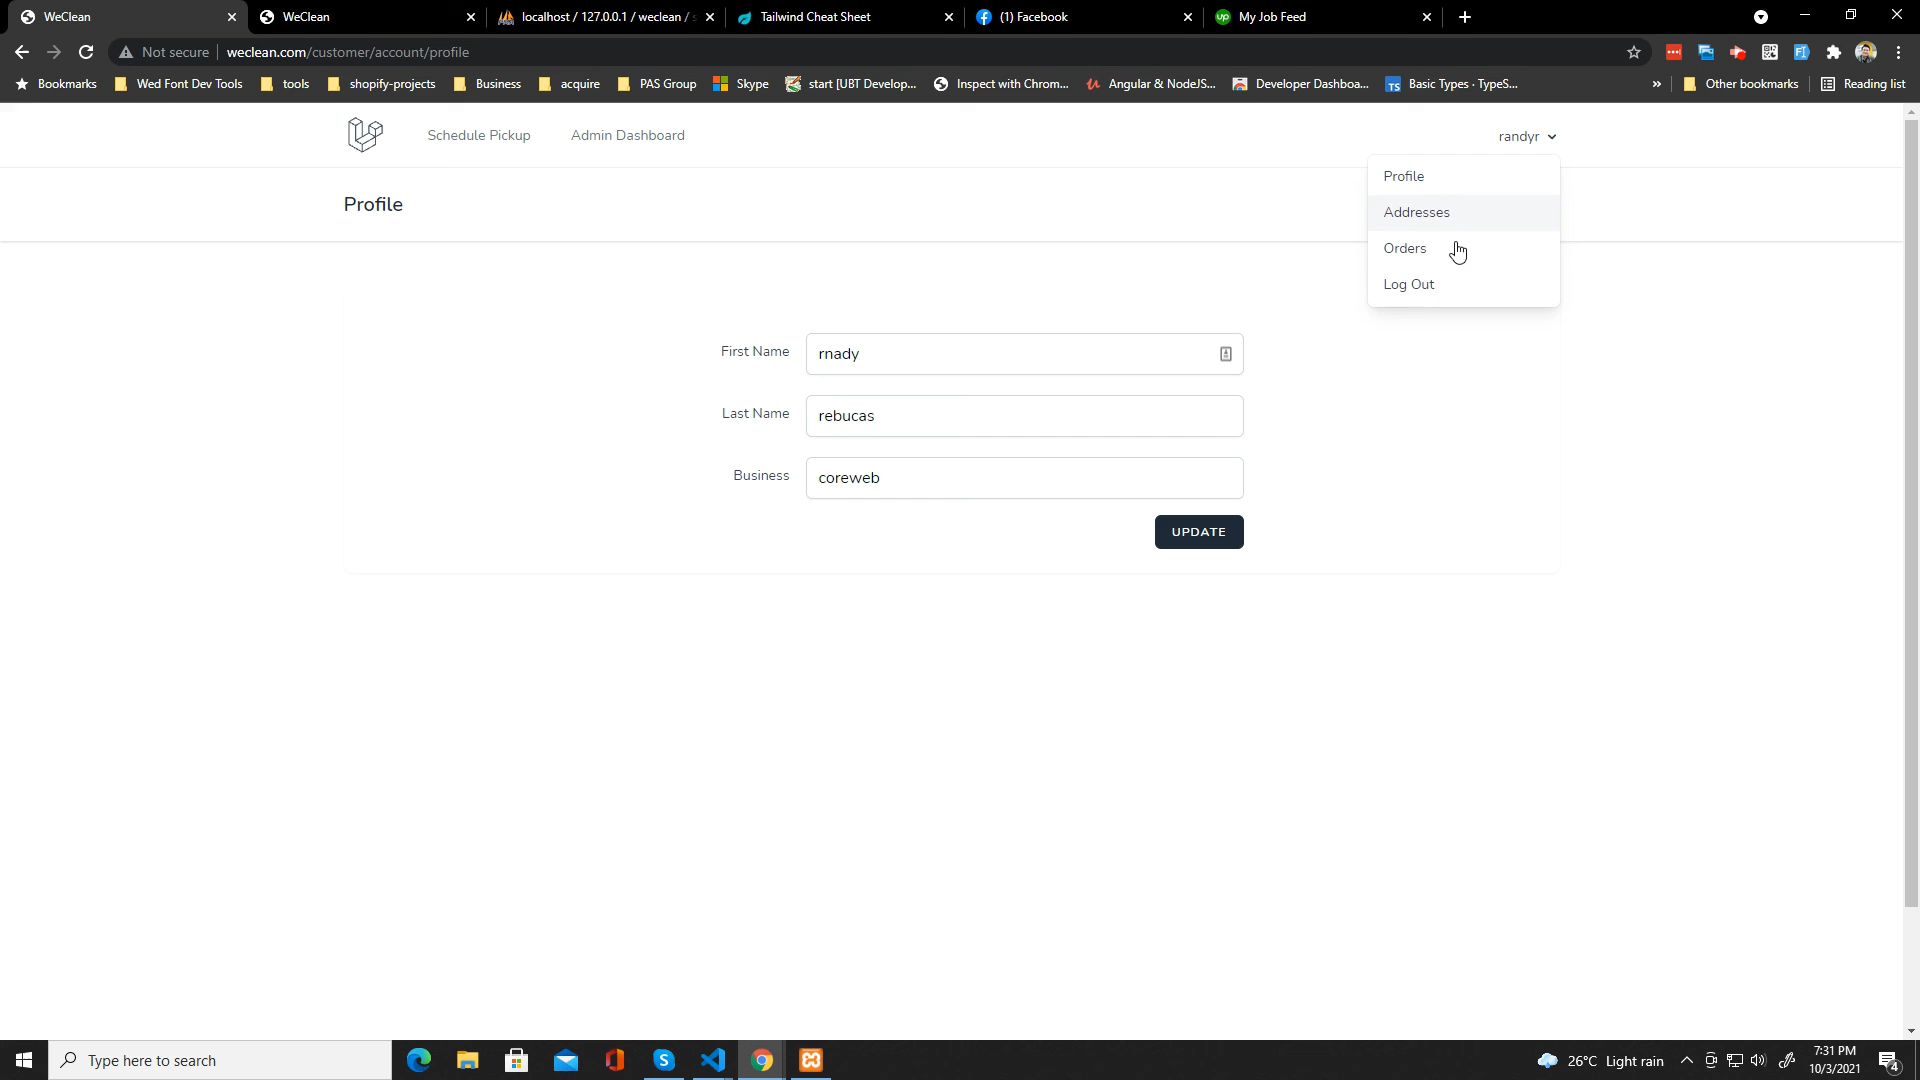 WeClean
WeClean
localhost / 127.0.0.1 / weclean /
Tailwind Cheat Sheet
(1) Facebook
up My Job Feed
Not secure weclean.com/customer/account/profile
Bookmarks
Wed Font Dev Tools
tools
shopify-projects
Business
acquire
PAS Group
Skype
start [UBT Develop...
Inspect with Chrom...
Angular & NodeJS...
Developer Dashboa...
TS Basic Types · TypeS...
»
Other bookmarks
Reading list
Schedule Pickup
Admin Dashboard
randyr
Profile
Profile
Addresses
Orders
Log Out
First Name rnady
Last Name rebucas
Business coreweb
UPDATE
Type here to search
26°C Light rain
7:31 PM
10/3/2021
4